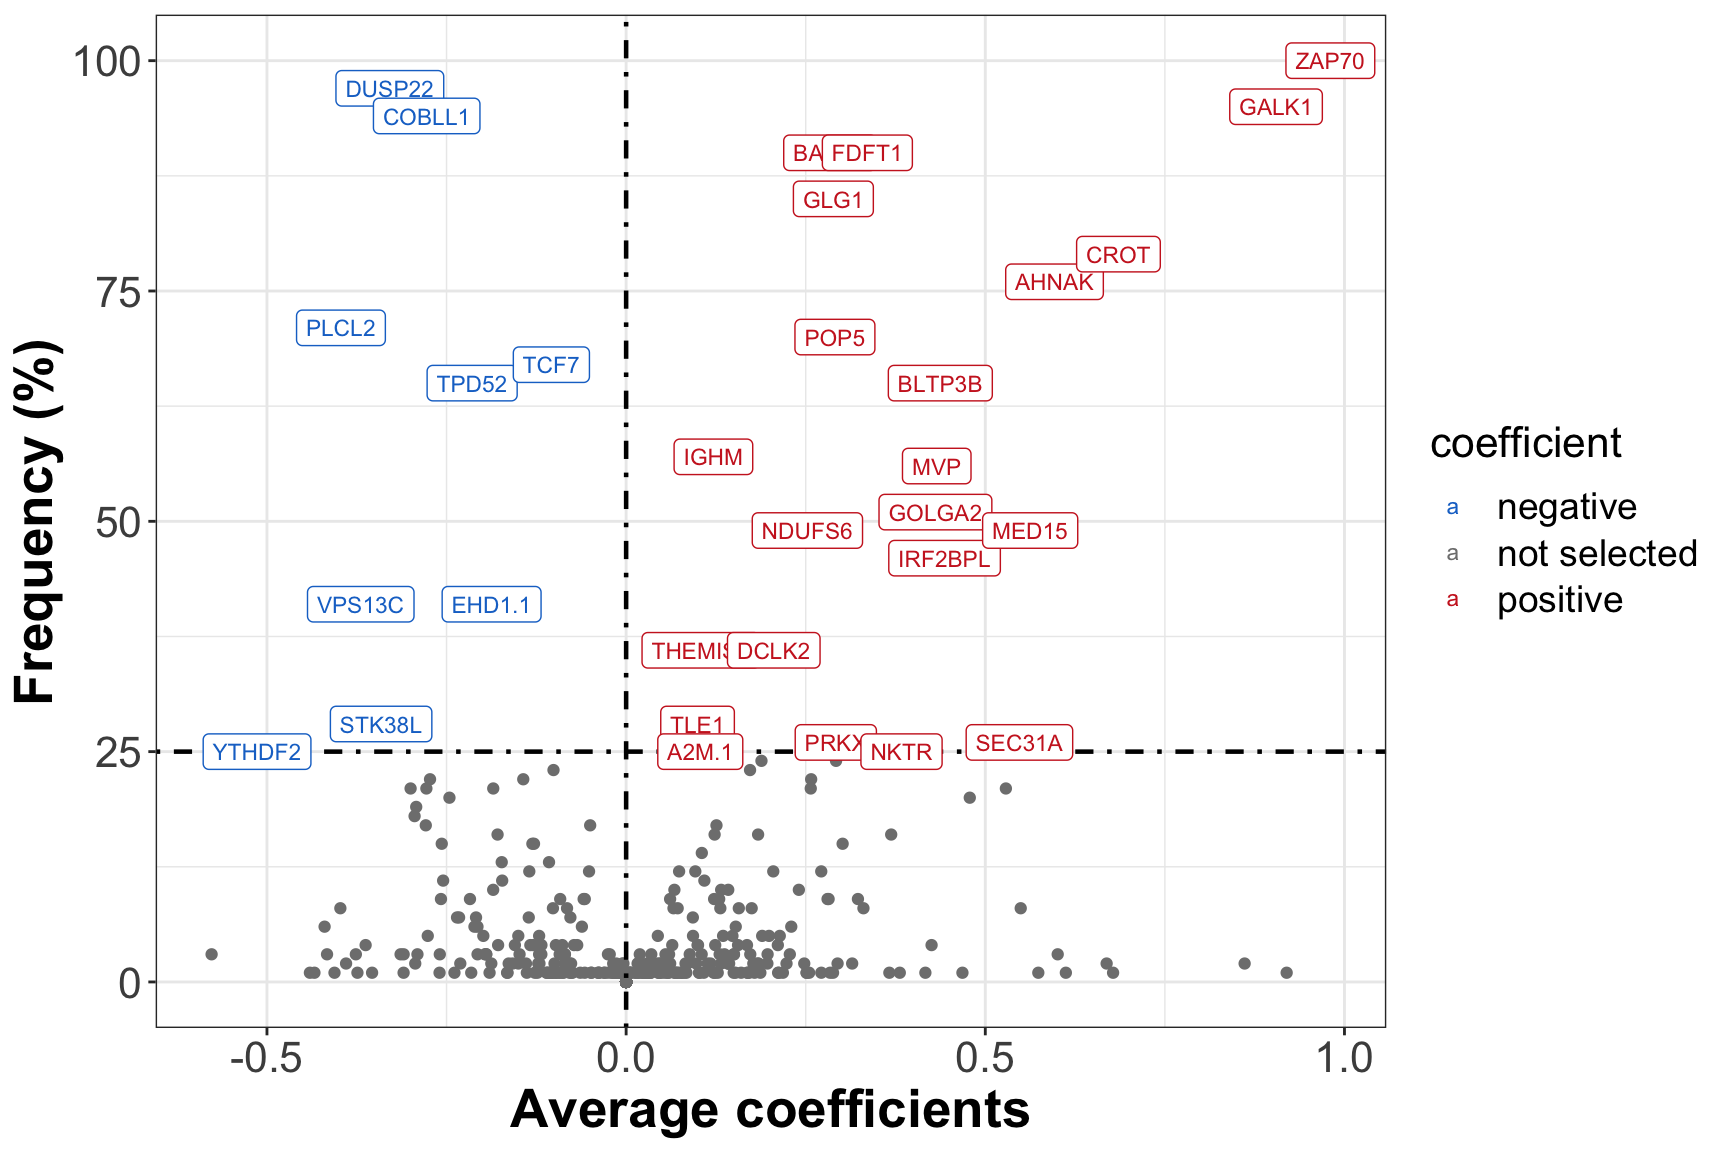 100
75
50
25
0
Frequency (%)
ZAP70
DUSP22
GALK1
COBLL1
FDFT1
GLG1
CROT
AHNAK
PLCL2
POP5
TCF7
TPD52
BLTP3B
IGHM
MVP
GOLGA2
NDUFS6
MED15
IRF2BPL
VPS13C
EHD1.1
DCLK2
STK38L
TLE1
PRKX
SEC31A
YTHDF2
A2M.1
NKTR
-0.5
0.0
0.5
1.0
Average coefficients
coefficient
a negative
a not selected
a positive